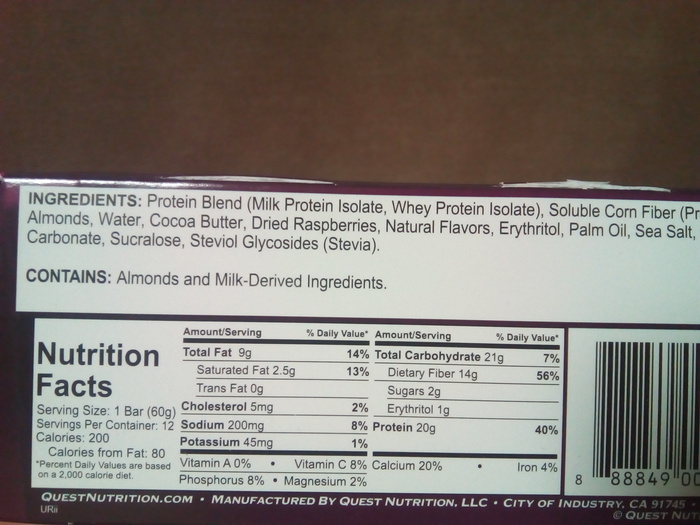 INGREDIENTS: Protein Blend (Milk Protein Isolate, Whey Protein Isolate), Soluble Corn Fiber (Pr
Almonds, Water, Cocoa Butter, Dried Raspberries, Natural Flavors, Erythritol, Palm Oil, Sea Salt,
Carbonate, Sucralose, Steviol Glycosides (Stevia).
CONTAINS: Almonds and Milk-Derived Ingredients.
Nutrition
Facts
Serving Size: 1 Bar (60g)
Servings Per Container: 12
Calories: 200
Calories from Fat: 80
*Percent Daily Values are based
on a 2,000 calorie diet.
Amount/Serving % Daily Value*
Total Fat 9g 14%
Saturated Fat 2.5g 13%
Trans Fat 0g
Cholesterol 5mg 2%
Sodium 200mg 8%
Potassium 45mg 1%
Amount/Serving % Daily Value*
Total Carbohydrate 21g 7%
Dietary Fiber 14g 56%
Sugars 2g
Erythritol 1g
Protein 20g 40%
Vitamin A 0% • Vitamin C 8% Calcium 20% • Iron 4%
Phosphorus 8% • Magnesium 2%
8 88849 00
QUESTNUTRITION.COM • MANUFACTURED BY QUEST NUTRITION, LLC • CITY OF INDUSTRY, CA 91745 •
URii © QUEST NUT